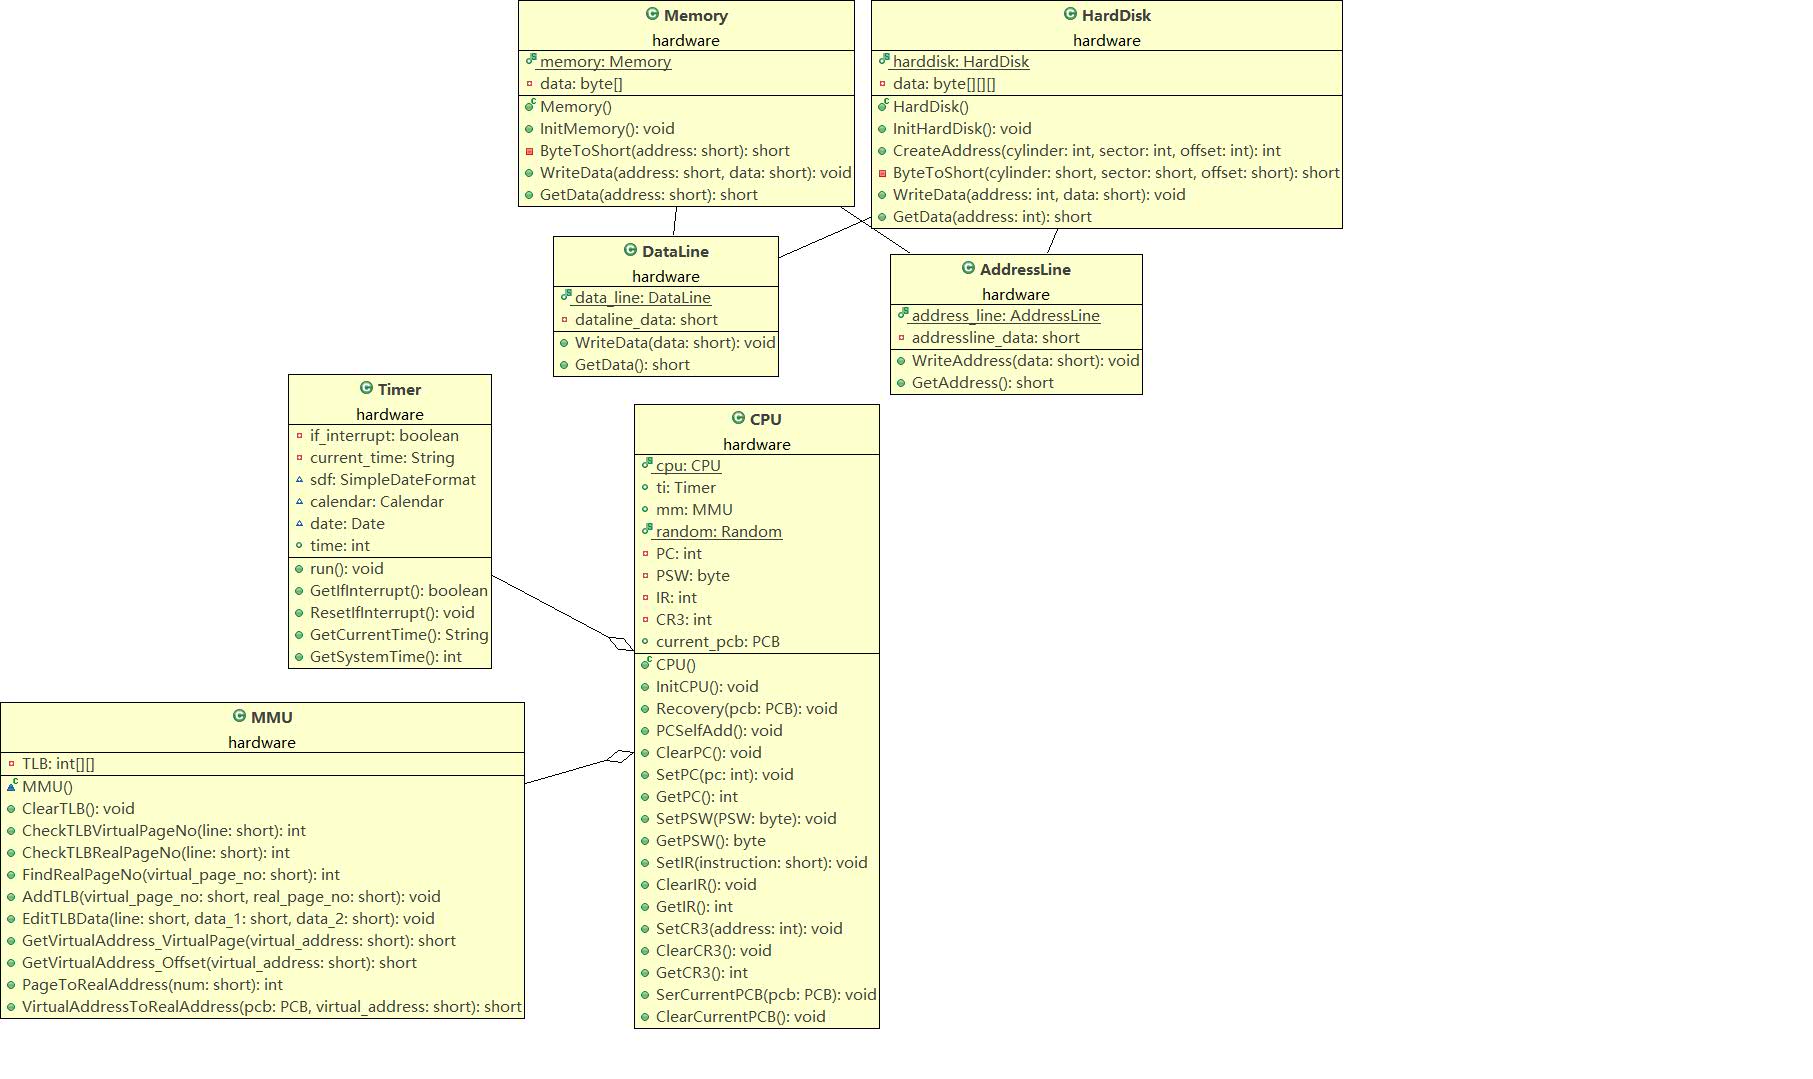 Memory
hardware
memory: Memory
data: byte[]
Memory()
InitMemory(): void
ByteToShort(address: short): short
WriteData(address: short, data: short): void
GetData(address: short): short
HardDisk
hardware
harddisk: HardDisk
data: byte[][][]
HardDisk()
InitHardDisk(): void
CreateAddress(cylinder: int, sector: int, offset: int): int
ByteToShort(cylinder: short, sector: short, offset: short): short
WriteData(address: int, data: short): void
GetData(address: int): short
DataLine
hardware
data_line: DataLine
dataline_data: short
WriteData(data: short): void
GetData(): short
AddressLine
hardware
address_line: AddressLine
addressline_data: short
WriteAddress(data: short): void
GetAddress(): short
Timer
hardware
if_interrupt: boolean
current_time: String
sdf: SimpleDateFormat
calendar: Calendar
date: Date
time: int
run(): void
GetIfInterrupt(): boolean
ResetIfInterrupt(): void
GetCurrentTime(): String
GetSystemTime(): int
CPU
hardware
cpu: CPU
ti: Timer
mm: MMU
random: Random
PC: int
PSW: byte
IR: int
CR3: int
current_pcb: PCB
CPU()
InitCPU(): void
Recovery(pcb: PCB): void
PCSelfAdd(): void
ClearPC(): void
SetPC(pc: int): void
GetPC(): int
SetPSW(PSW: byte): void
GetPSW(): byte
SetIR(instruction: short): void
ClearIR(): void
GetIR(): int
SetCR3(address: int): void
ClearCR3(): void
GetCR3(): int
SerCurrentPCB(pcb: PCB): void
ClearCurrentPCB(): void
MMU
hardware
TLB: int[][]
MMU()
ClearTLB(): void
CheckTLBVirtualPageNo(line: short): int
CheckTLBRealPageNo(line: short): int
FindRealPageNo(virtual_page_no: short): int
AddTLB(virtual_page_no: short, real_page_no: short): void
EditTLBData(line: short, data_1: short, data_2: short): void
GetVirtualAddress_VirtualPage(virtual_address: short): short
GetVirtualAddress_Offset(virtual_address: short): short
PageToRealAddress(num: short): int
VirtualAddressToRealAddress(pcb: PCB, virtual_address: short): short